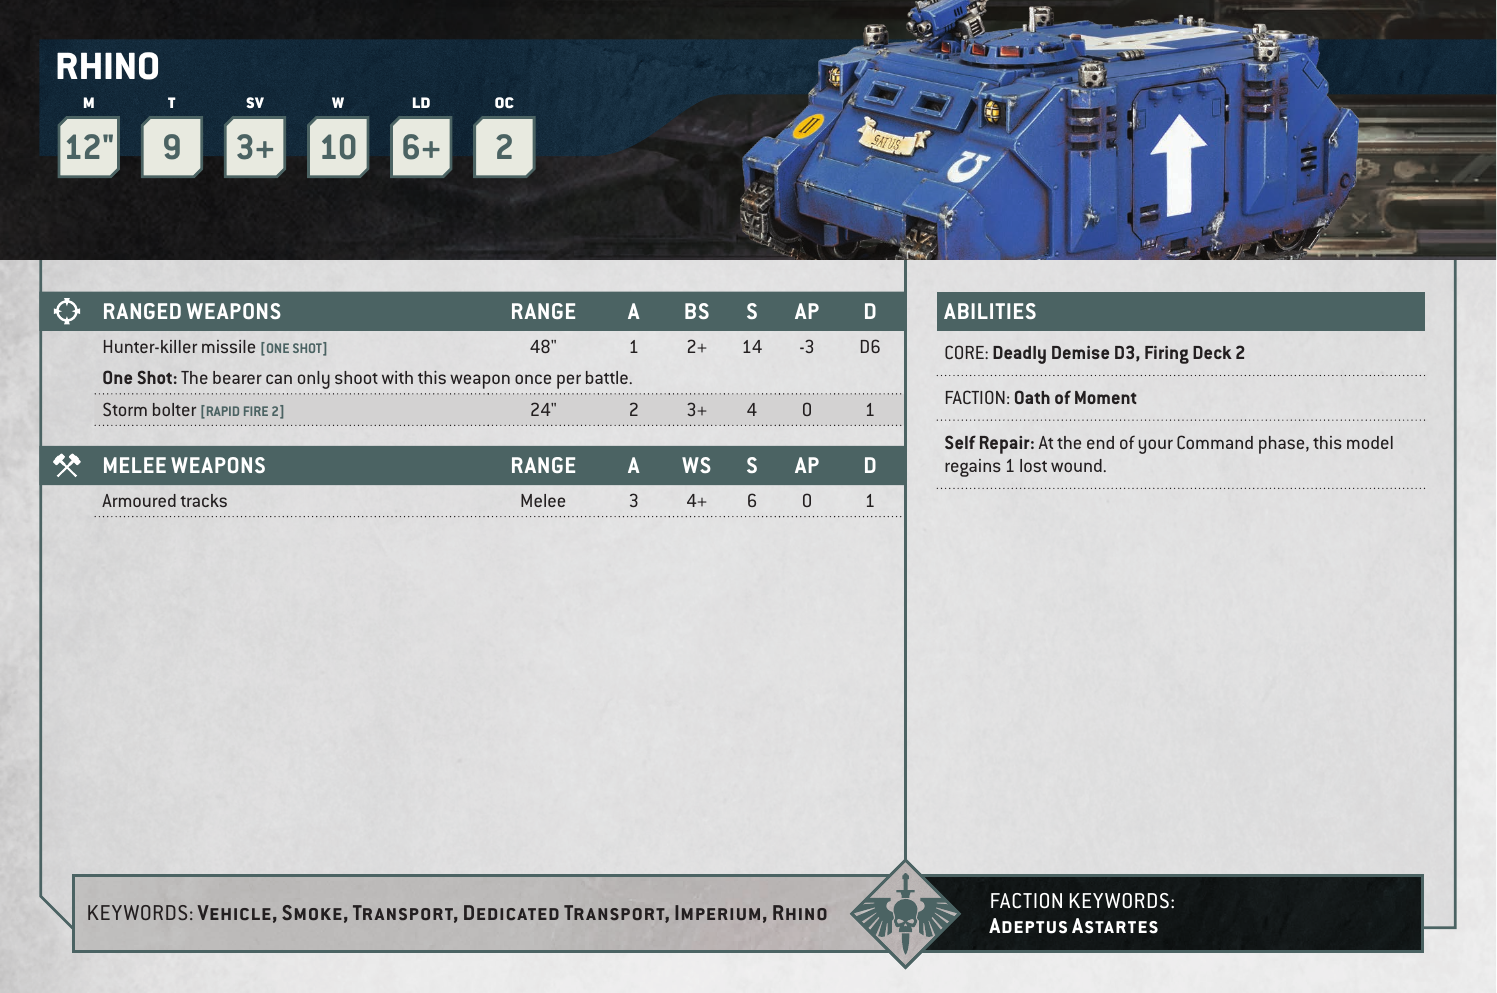 RHINO
M T SV W LD OC
12" 9 3+ 10 6+ 2
RANGED WEAPONS RANGE A BS S AP D
Hunter-killer missile [ONE SHOT] 48" 1 2+ 14 -3 D6
One Shot: The bearer can only shoot with this weapon once per battle.
Storm bolter [RAPID FIRE 2] 24" 2 3+ 4 0 1
MELEE WEAPONS RANGE A WS S AP D
Armoured tracks Melee 3 4+ 6 0 1
ABILITIES
CORE: Deadly Demise D3, Firing Deck 2
FACTION: Oath of Moment
Self Repair: At the end of your Command phase, this model
regains 1 lost wound.
KEYWORDS: Vehicle, Smoke, Transport, Dedicated Transport, Imperium, Rhino
FACTION KEYWORDS:
Adeptus Astartes